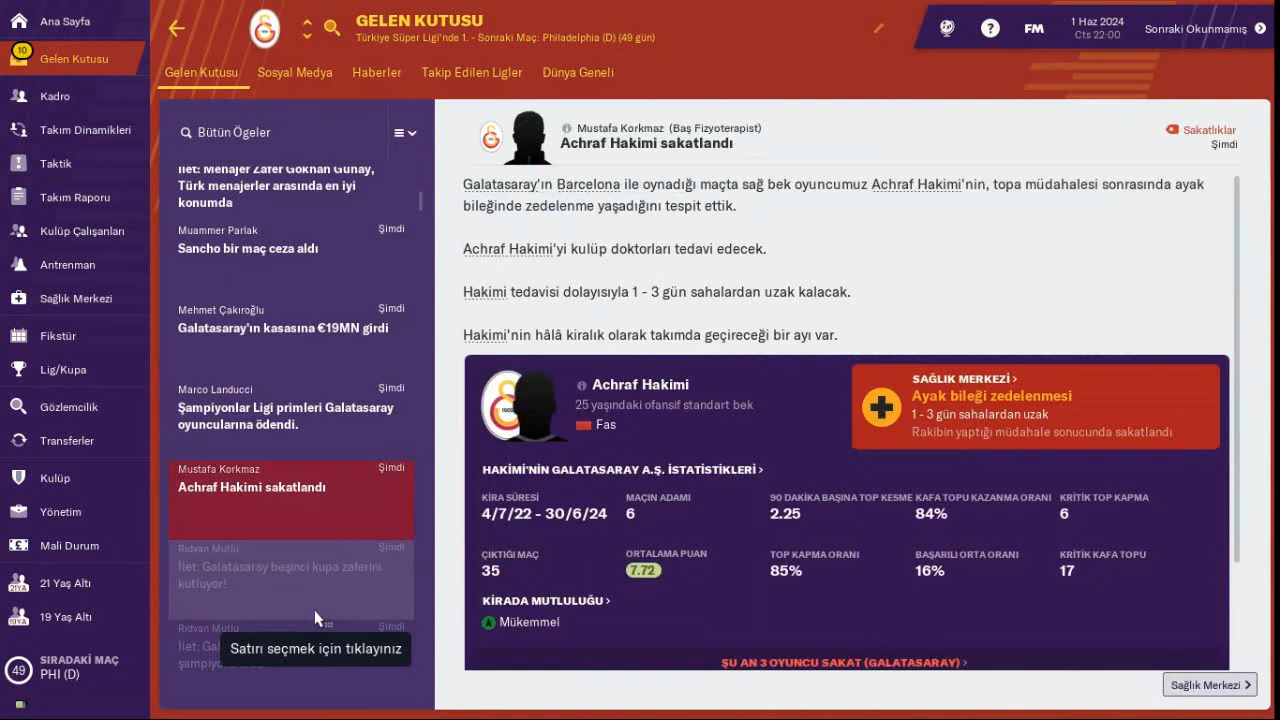 Ana Sayfa
10
Gelen Kutusu
Kadro
Takım Dinamikleri
Taktik
Takım Raporu
Kulüp Çalışanları
Antrenman
Sağlık Merkezi
Fikstür
Lig/Kupa
Gözlemcilik
Transferler
Kulüp
Yönetim
Mali Durum
21YA
21 Yaş Altı
19YA
19 Yaş Altı
49
SIRADAKİ MAÇ
PHI (D)
GELEN KUTUSU
Türkiye Süper Ligi'nde 1. - Sonraki Maç: Philadelphia (D) (49 gün)
?
FM
1 Haz 2024
Cts 22:00
Sonraki Okunmamış
Gelen Kutusu
Sosyal Medya
Haberler
Takip Edilen Ligler
Dünya Geneli
Bütün Ögeler
İlet: Menajer Zafer Gökhan Günay,
Türk menajerler arasında en iyi
konumda
Muammer Parlak
Şimdi
Sancho bir maç ceza aldı
Mehmet Çakıroğlu
Şimdi
Galatasaray'ın kasasına €19MN girdi
Marco Landucci
Şimdi
Şampiyonlar Ligi primleri Galatasaray
oyuncularına ödendi.
Mustafa Korkmaz
Şimdi
Achraf Hakimi sakatlandı
Rıdvan Mutlu
Şimdi
İlet: Galatasaray beşinci kupa zaferini
kutluyor!
Rıdvan Mutlu
Şimdi
İlet: Gal
şampiyo
Satırı seçmek için tıklayınız
Mustafa Korkmaz (Baş Fizyoterapist)
Achraf Hakimi sakatlandı
Sakatlıklar
Şimdi
Galatasaray'ın Barcelona ile oynadığı maçta sağ bek oyuncumuz Achraf Hakimi'nin, topa müdahalesi sonrasında ayak
bileğinde zedelenme yaşadığını tespit ettik.
Achraf Hakimi'yi kulüp doktorları tedavi edecek.
Hakimi tedavisi dolayısıyla 1 - 3 gün sahalardan uzak kalacak.
Hakimi'nin hâlâ kiralık olarak takımda geçireceği bir ayı var.
Achraf Hakimi
25 yaşındaki ofansif standart bek
Fas
SAĞLIK MERKEZİ
Ayak bileği zedelenmesi
1 - 3 gün sahalardan uzak
Rakibin yaptığı müdahale sonucunda sakatlandı
HAKİMİ'NİN GALATASARAY A.Ş. İSTATİSTİKLERİ
KİRA SÜRESİ
MAÇIN ADAMI
90 DAKİKA BAŞINA TOP KESME
KAFA TOPU KAZANMA ORANI
KRİTİK TOP KAPMA
4/7/22 - 30/6/24
6
2.25
84%
6
ÇIKTIĞI MAÇ
ORTALAMA PUAN
TOP KAPMA ORANI
BAŞARILI ORTA ORANI
KRİTİK KAFA TOPU
35
7.72
85%
16%
17
KİRADA MUTLULUĞU
Mükemmel
ŞU AN 3 OYUNCU SAKAT (GALATASARAY)
Sağlık Merkezi